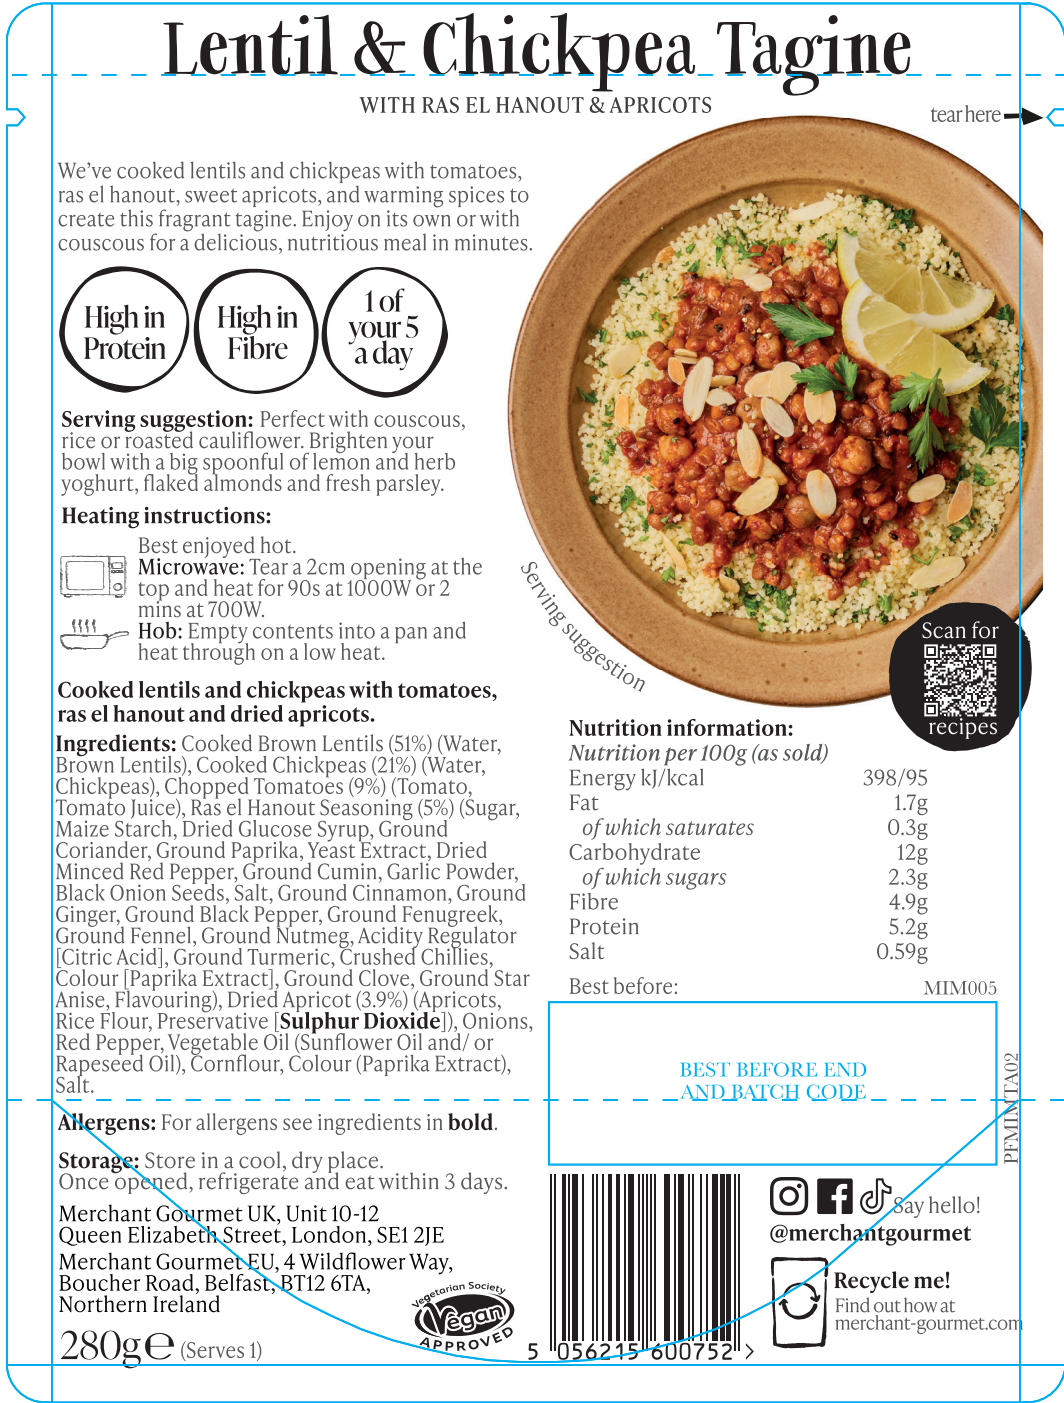 Lentil & Chickpea Tagine
WITH RAS EL HANOUT & APRICOTS
tear here
We've cooked lentils and chickpeas with tomatoes,
ras el hanout, sweet apricots, and warming spices to
create this fragrant tagine. Enjoy on its own or with
couscous for a delicious, nutritious meal in minutes.
High in
Protein
High in
Fibre
1 of
your 5
a day
Serving suggestion: Perfect with couscous,
rice or roasted cauliflower. Brighten your
bowl with a big spoonful of lemon and herb
yoghurt, flaked almonds and fresh parsley.
Heating instructions:
Best enjoyed hot.
Microwave: Tear a 2cm opening at the
top and heat for 90s at 1000W or 2
mins at 700W.
Hob: Empty contents into a pan and
heat through on a low heat.
Serving suggestion
Scan for
recipes
Cooked lentils and chickpeas with tomatoes,
ras el hanout and dried apricots.
Ingredients: Cooked Brown Lentils (51%) (Water,
Brown Lentils), Cooked Chickpeas (21%) (Water,
Chickpeas), Chopped Tomatoes (9%) (Tomato,
Tomato Juice), Ras el Hanout Seasoning (5%) (Sugar,
Maize Starch, Dried Glucose Syrup, Ground
Coriander, Ground Paprika, Yeast Extract, Dried
Minced Red Pepper, Ground Cumin, Garlic Powder,
Black Onion Seeds, Salt, Ground Cinnamon, Ground
Ginger, Ground Black Pepper, Ground Fenugreek,
Ground Fennel, Ground Nutmeg, Acidity Regulator
[Citric Acid], Ground Turmeric, Crushed Chillies,
Colour [Paprika Extract], Ground Clove, Ground Star
Anise, Flavouring), Dried Apricot (3.9%) (Apricots,
Rice Flour, Preservative [Sulphur Dioxide]), Onions,
Red Pepper, Vegetable Oil (Sunflower Oil and/ or
Rapeseed Oil), Cornflour, Colour (Paprika Extract),
Salt.
Allergens: For allergens see ingredients in bold.
Storage: Store in a cool, dry place.
Once opened, refrigerate and eat within 3 days.
Merchant Gourmet UK, Unit 10-12
Queen Elizabeth Street, London, SE1 2JE
Merchant Gourmet EU, 4 Wildflower Way,
Boucher Road, Belfast, BT12 6TA,
Northern Ireland
280g℮ (Serves 1)
Vegetarian Society
Vegan
APPROVED
Nutrition information:
Nutrition per 100g (as sold)
Energy kJ/kcal 398/95
Fat 1.7g
of which saturates 0.3g
Carbohydrate 12g
of which sugars 2.3g
Fibre 4.9g
Protein 5.2g
Salt 0.59g
Best before: MIM005
BEST BEFORE END
AND BATCH CODE
PFMIMTA02
5 056215 600752 >
Say hello!
@merchantgourmet
Recycle me!
Find out how at
merchant-gourmet.com